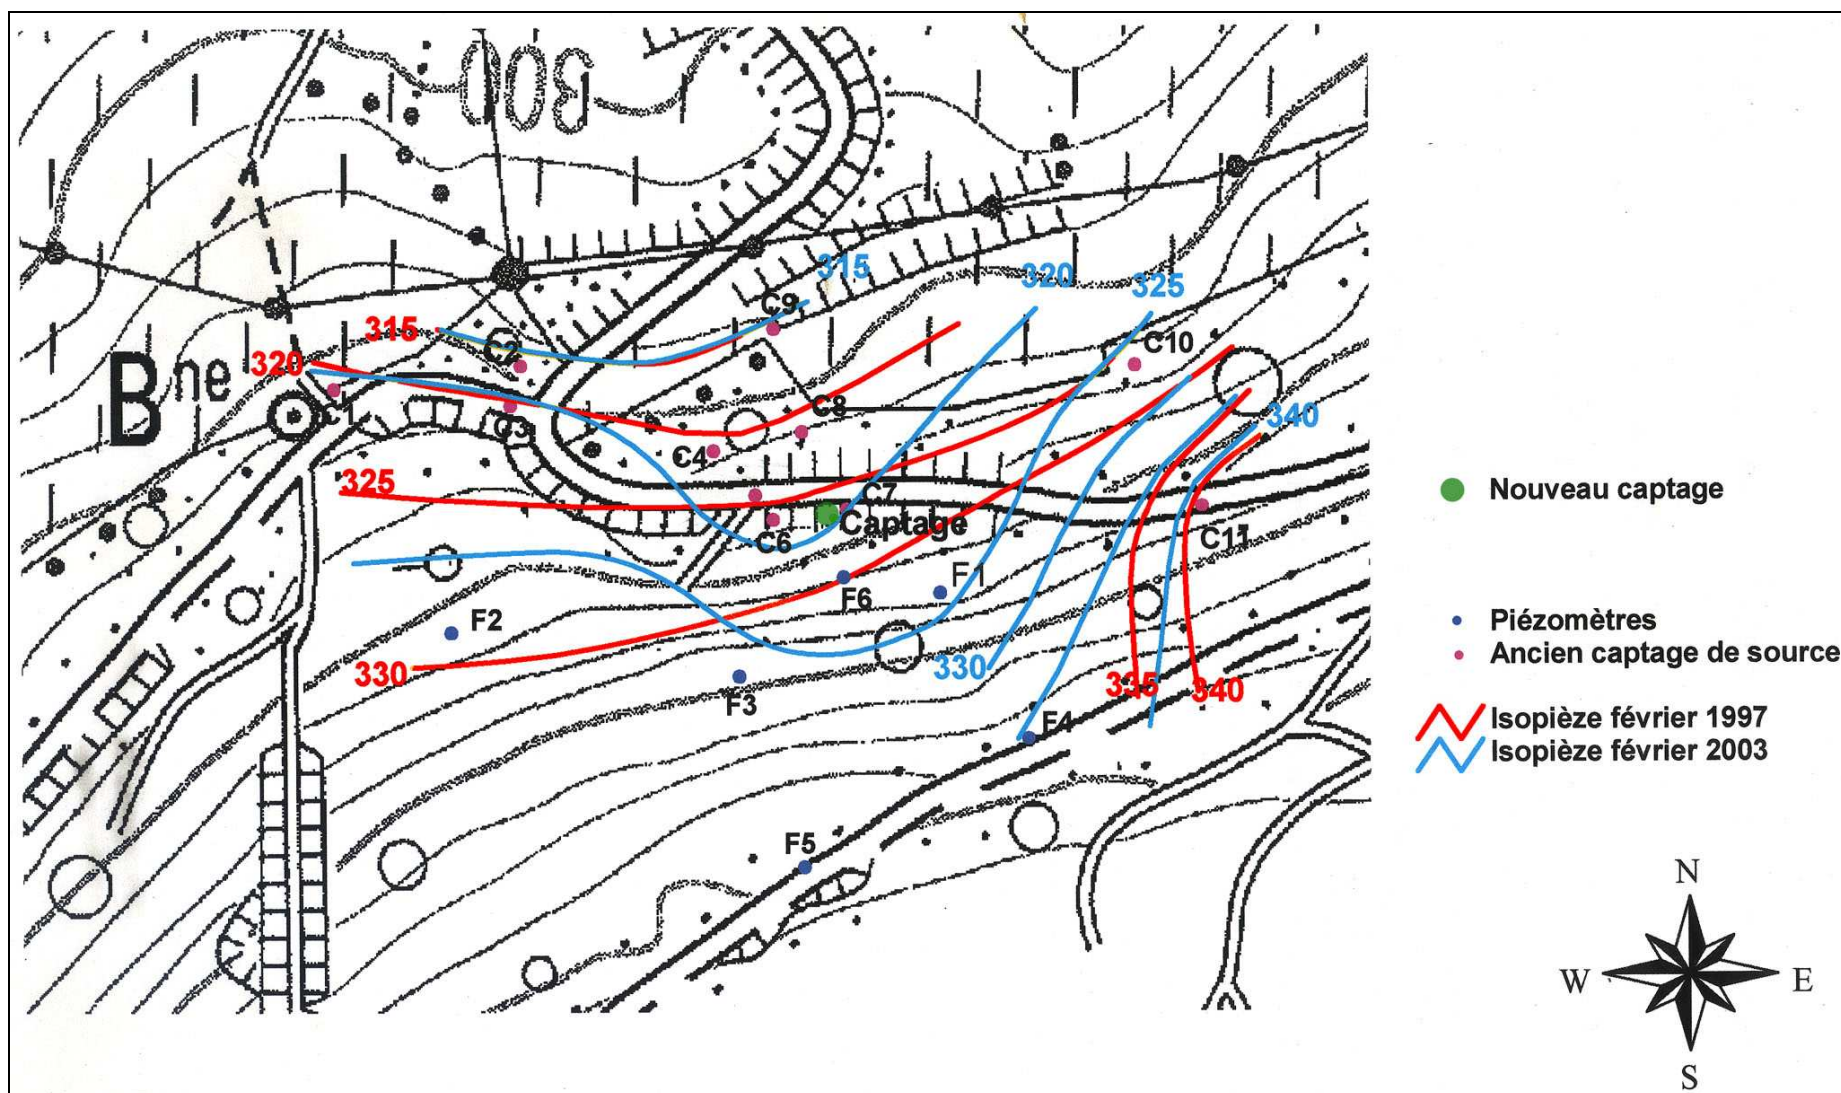 300
315
320
325
315
C9
C2
C10
320
B ne
C1
C3
C8
C4
340
325
C7
Captage
C6
C11
F1
F6
F2
330
330
F3
335
340
F4
F5
Nouveau captage
Piézomètres
Ancien captage de source
Isopièze février 1997
Isopièze février 2003
N
W
E
S